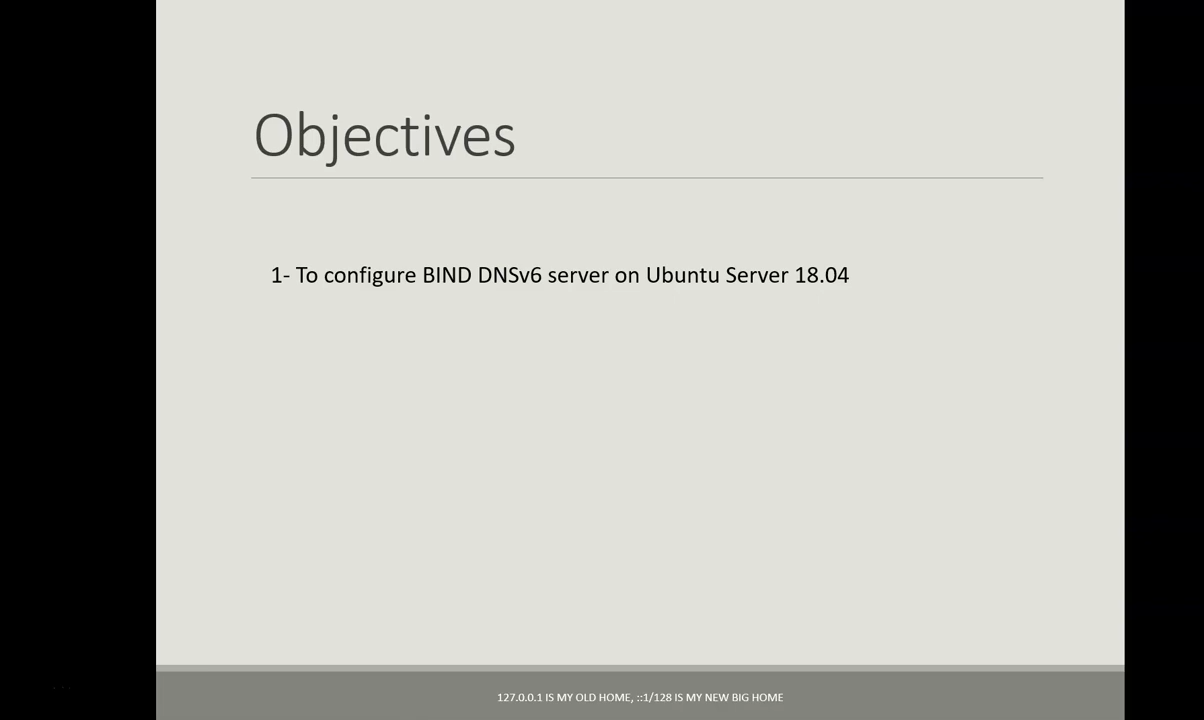 Objectives
1- To configure BIND DNSv6 server on Ubuntu Server 18.04
127.0.0.1 IS MY OLD HOME, ::1/128 IS MY NEW BIG HOME